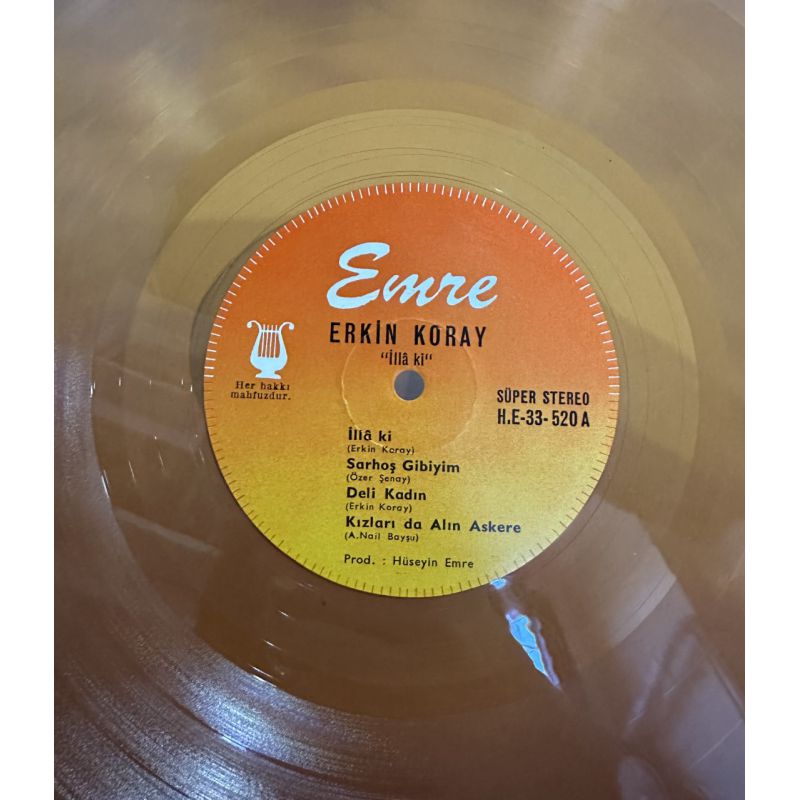 Emre
ERKİN KORAY
“İllâ ki“
Her hakkı
mahfuzdur.
SÜPER STEREO
H.E-33-520 A
İllâ ki
(Erkin Koray)
Sarhoş Gibiyim
(Özer Şenay)
Deli Kadın
(Erkin Koray)
Kızları da Alın Askere
(A.Nail Bayşu)
Prod. : Hüseyin Emre